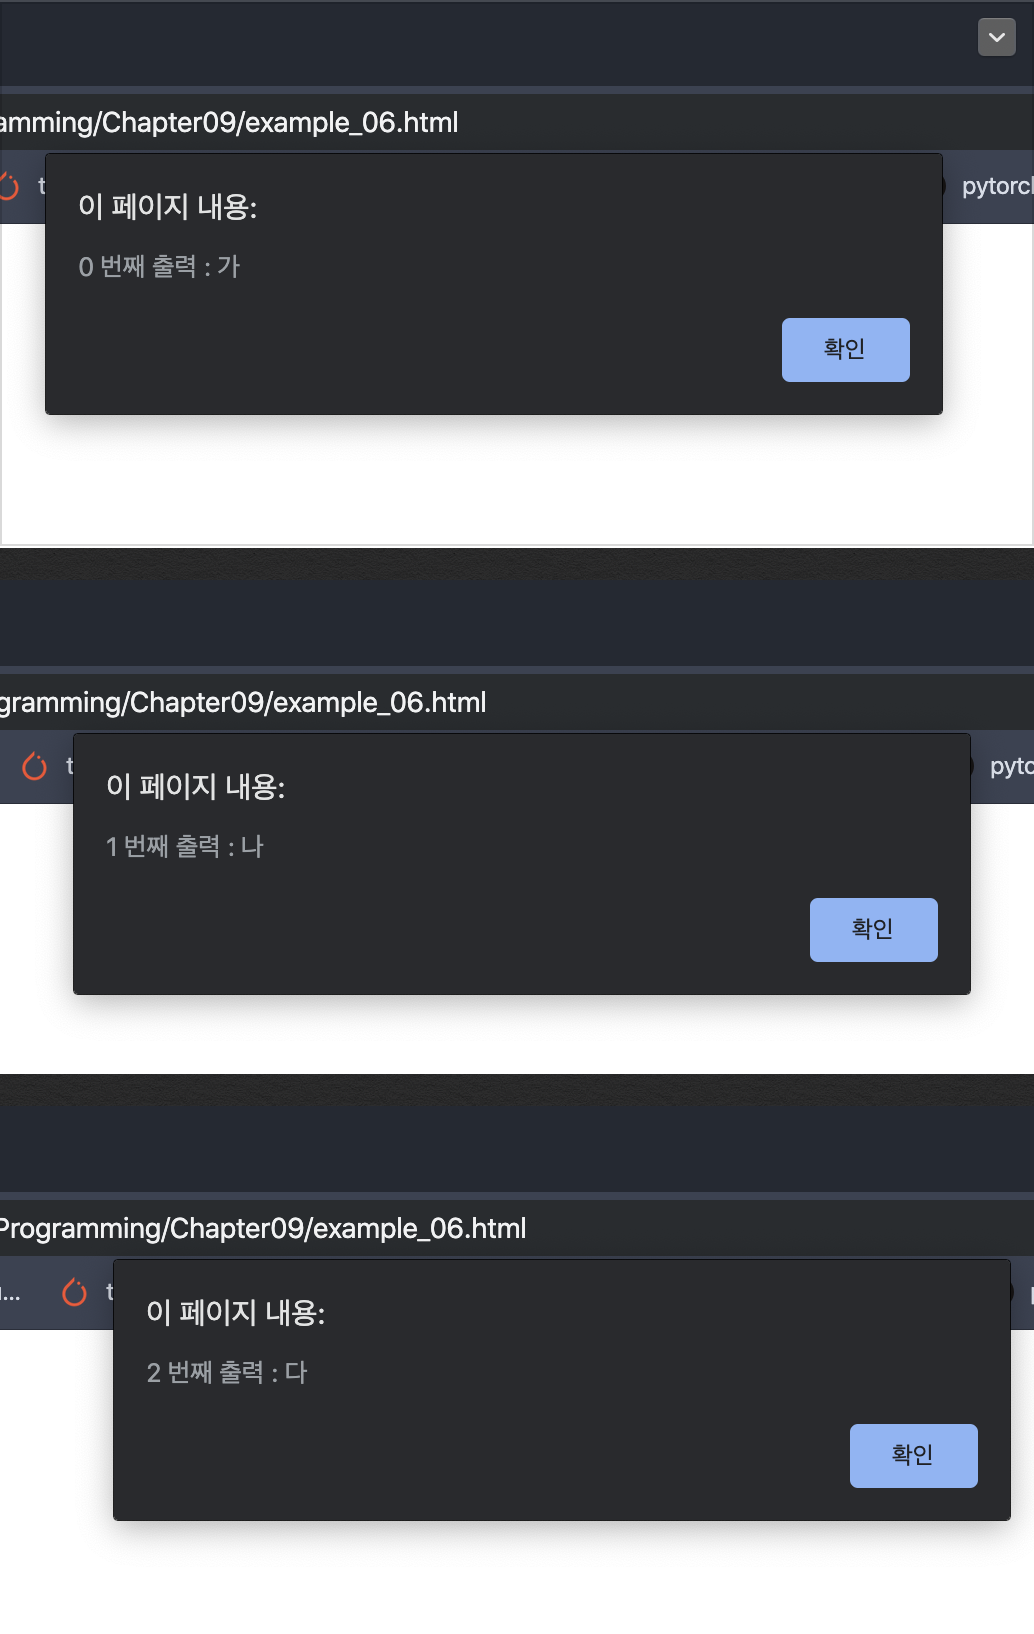 amming/Chapter09/example_06.html
t
pytorc
이 페이지 내용:
0 번째 출력 : 가
확인
gramming/Chapter09/example_06.html
t
pyto
이 페이지 내용:
1 번째 출력 : 나
확인
Programming/Chapter09/example_06.html
...
t
이 페이지 내용:
2 번째 출력 : 다
확인